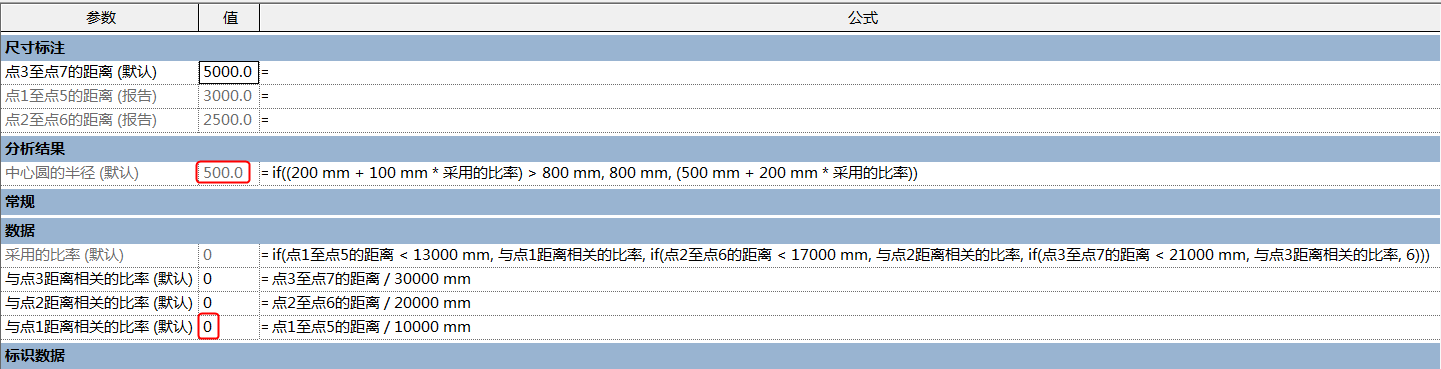 参数 值 公式
尺寸标注
点3至点7的距离 (默认) 5000.0 =
点1至点5的距离 (报告) 3000.0 =
点2至点6的距离 (报告) 2500.0 =
分析结果
中心圆的半径 (默认) 500.0 = if((200 mm + 100 mm * 采用的比率) > 800 mm, 800 mm, (500 mm + 200 mm * 采用的比率))
常规
数据
采用的比率 (默认) 0 = if(点1至点5的距离 < 13000 mm, 与点1距离相关的比率, if(点2至点6的距离 < 17000 mm, 与点2距离相关的比率, if(点3至点7的距离 < 21000 mm, 与点3距离相关的比率, 6)))
与点3距离相关的比率 (默认) 0 = 点3至点7的距离 / 30000 mm
与点2距离相关的比率 (默认) 0 = 点2至点6的距离 / 20000 mm
与点1距离相关的比率 (默认) 0 = 点1至点5的距离 / 10000 mm
标识数据